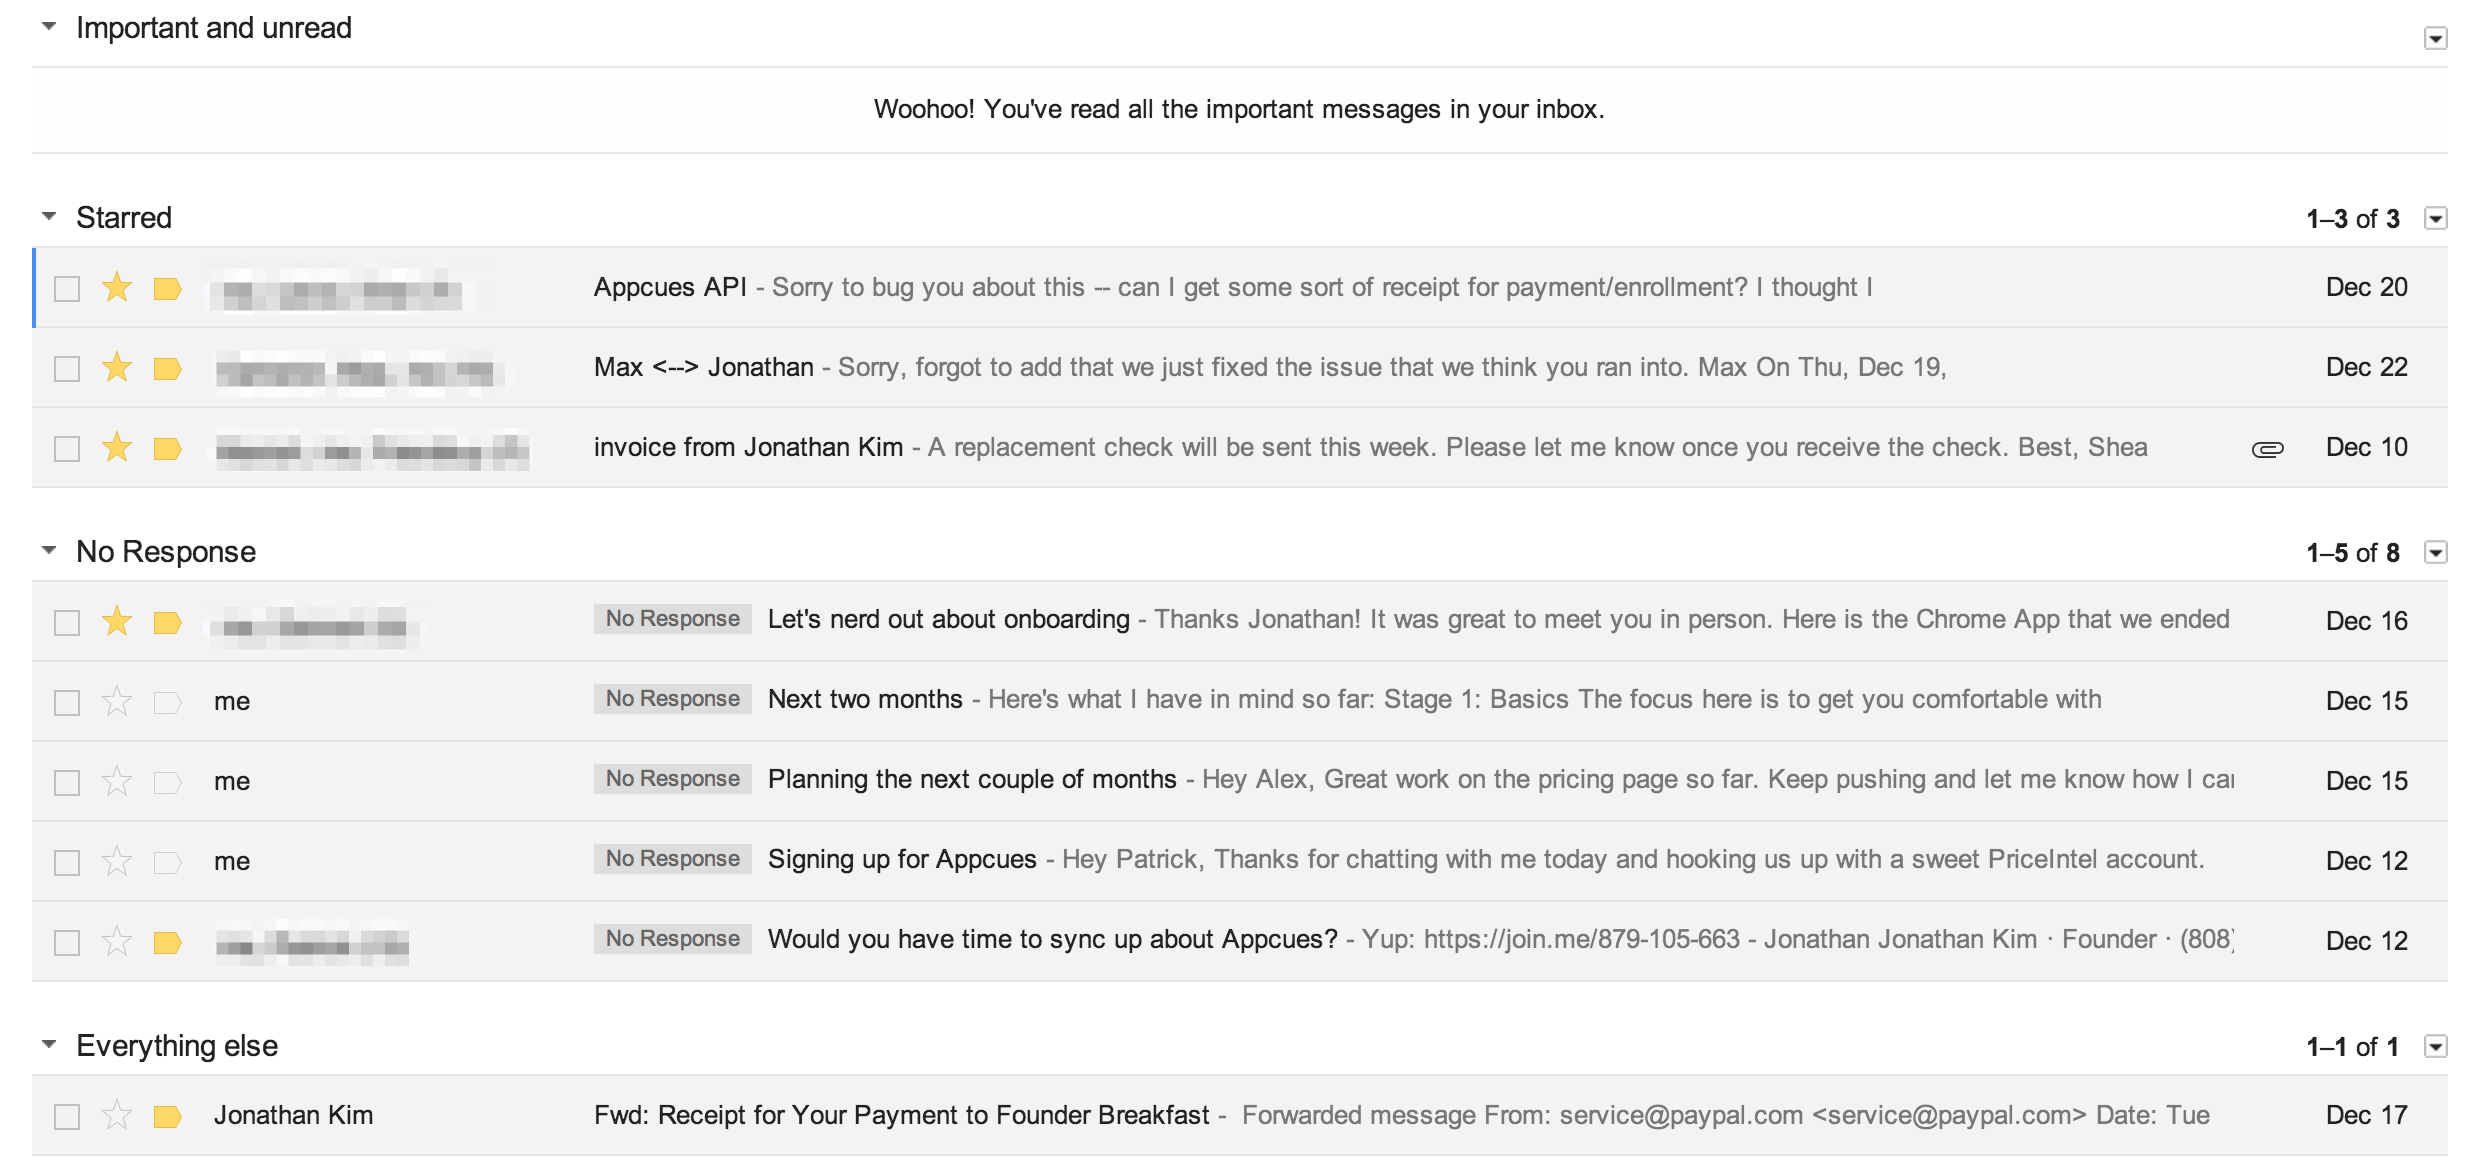 Important and unread
Woohoo! You've read all the important messages in your inbox.
Starred 1–3 of 3
Appcues API - Sorry to bug you about this -- can I get some sort of receipt for payment/enrollment? I thought I Dec 20
Max <--> Jonathan - Sorry, forgot to add that we just fixed the issue that we think you ran into. Max On Thu, Dec 19, Dec 22
invoice from Jonathan Kim - A replacement check will be sent this week. Please let me know once you receive the check. Best, Shea Dec 10
No Response 1–5 of 8
No Response Let's nerd out about onboarding - Thanks Jonathan! It was great to meet you in person. Here is the Chrome App that we ended Dec 16
me No Response Next two months - Here's what I have in mind so far: Stage 1: Basics The focus here is to get you comfortable with Dec 15
me No Response Planning the next couple of months - Hey Alex, Great work on the pricing page so far. Keep pushing and let me know how I Dec 15
me No Response Signing up for Appcues - Hey Patrick, Thanks for chatting with me today and hooking us up with a sweet PriceIntel account. Dec 12
No Response Would you have time to sync up about Appcues? - Yup: https://join.me/879-105-663 - Jonathan Jonathan Kim · Founder · (808) Dec 12
Everything else 1–1 of 1
Jonathan Kim Fwd: Receipt for Your Payment to Founder Breakfast - Forwarded message From: service@paypal.com <service@paypal.com> Date: Tue Dec 17